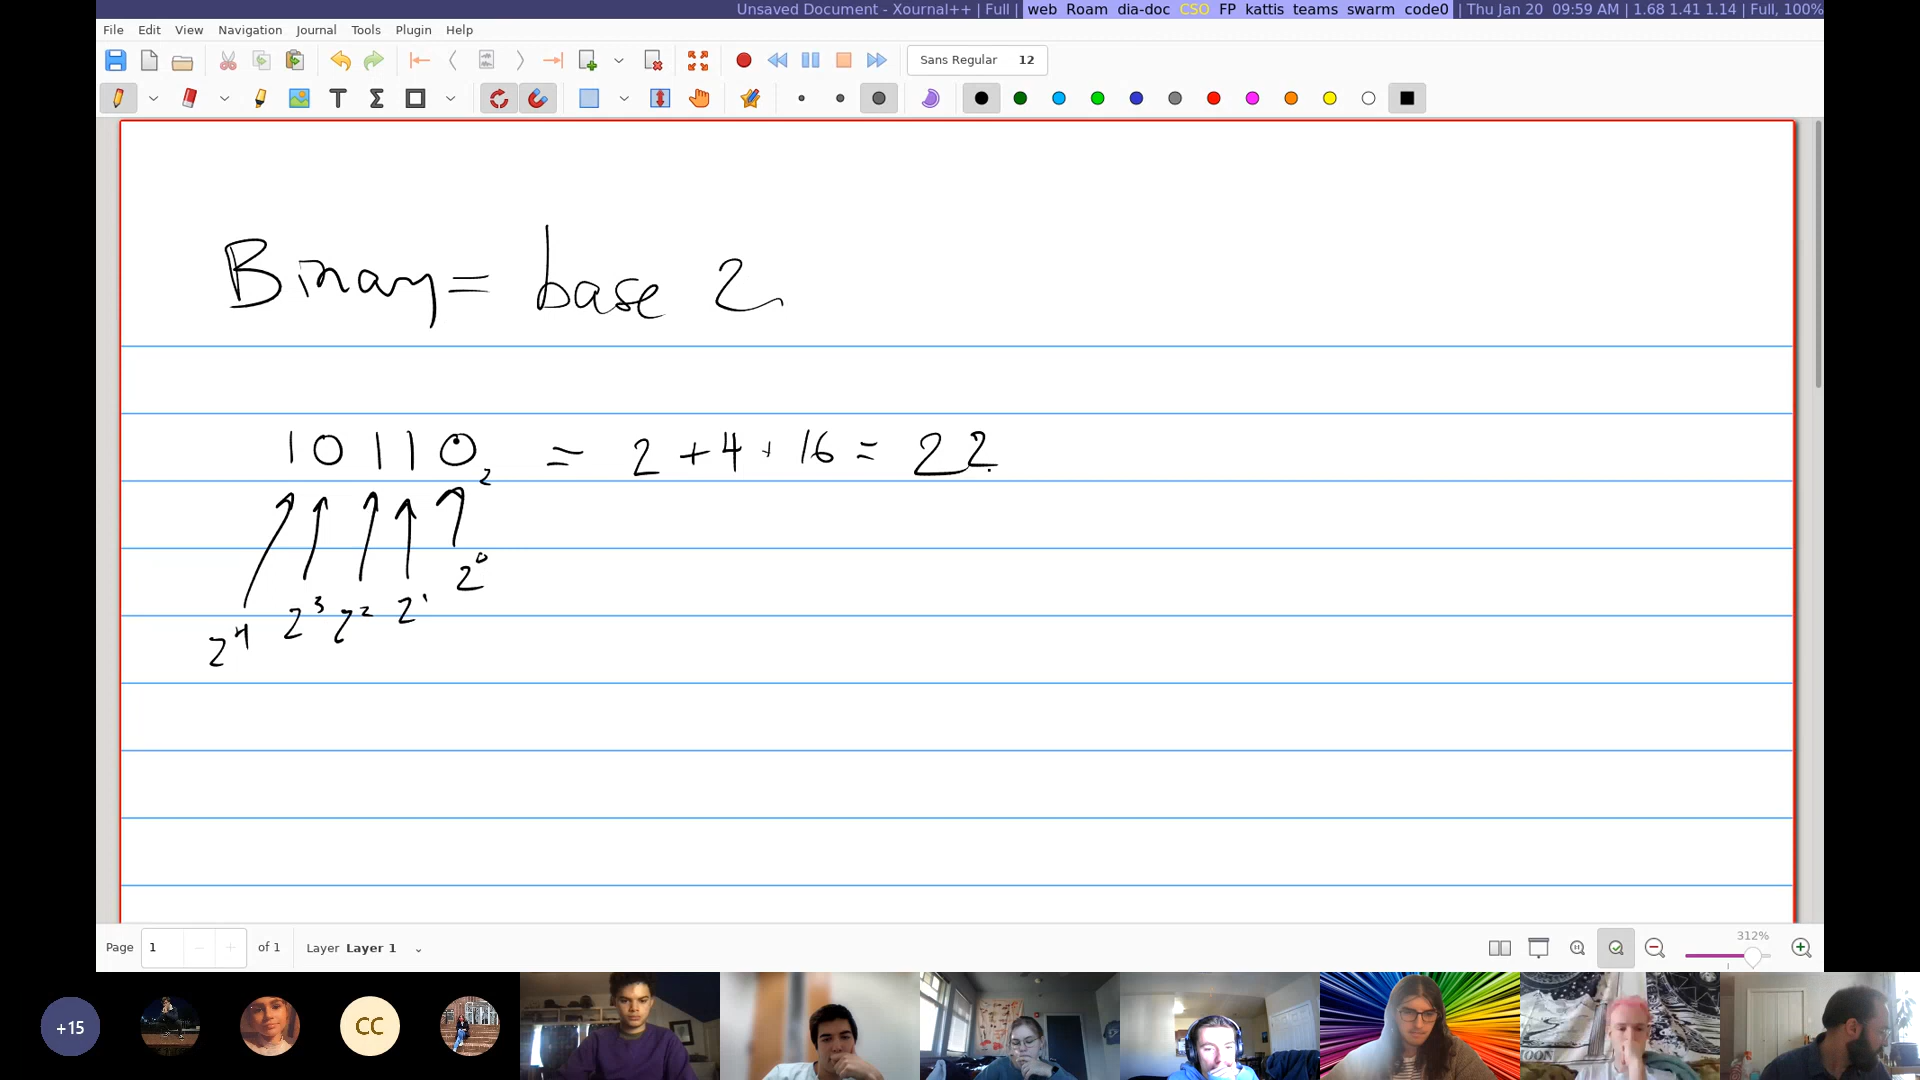 Unsaved Document - Xournal++ | Full | web Roam dia-doc CSO FP kattis teams swarm code0 | Thu Jan 20 09:59 AM | 1.68 1.41 1.14 | Full, 100%
File Edit View Navigation Journal Tools Plugin Help
Sans Regular 12
Binary = base 2
10110₂ = 2 + 4 + 16 = 22
2⁴ 2³ 2² 2¹ 2⁰
Page 1 of 1 Layer Layer 1 312%
+15 CC